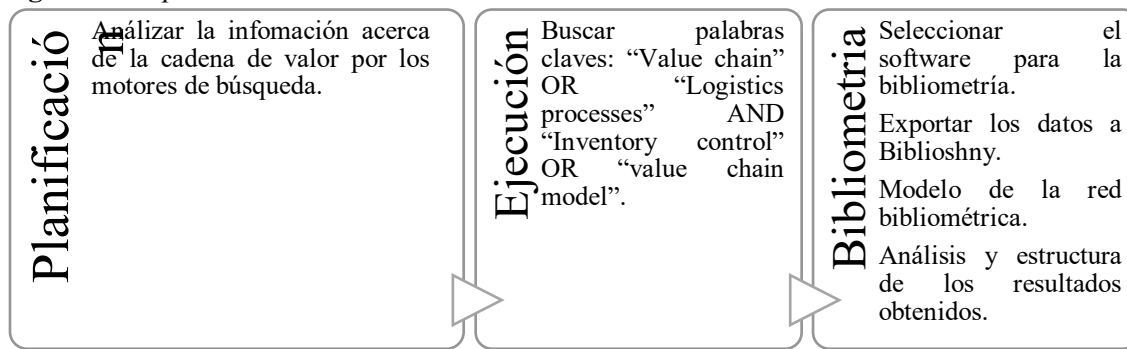 Planificación
Análizar la infomación acerca
de la cadena de valor por los
motores de búsqueda.
Ejecución
Buscar palabras
claves: “Value chain”
OR “Logistics
processes” AND
“Inventory control”
OR “value chain
model”.
Bibliometria
Seleccionar el
software para la
bibliometría.
Exportar los datos a
Biblioshny.
Modelo de la red
bibliométrica.
Análisis y estructura
de los resultados
obtenidos.